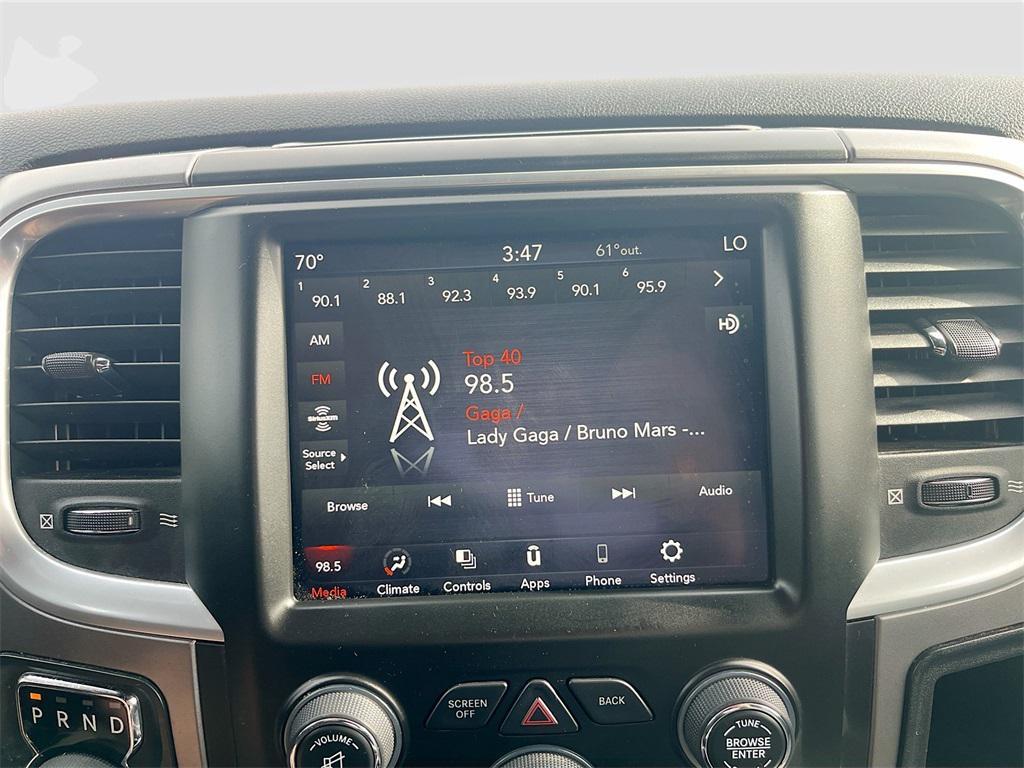 70° 3:47 61°out. LO
1 90.1 2 88.1 3 92.3 4 93.9 5 90.1 6 95.9
HD
AM
FM
SiriusXM
Source
Select
Top 40
98.5
Gaga /
Lady Gaga / Bruno Mars -...
Browse Tune Audio
98.5
Media Climate Controls Apps Phone Settings
P R N D
VOLUME
SCREEN
OFF
BACK
TUNE
BROWSE
ENTER